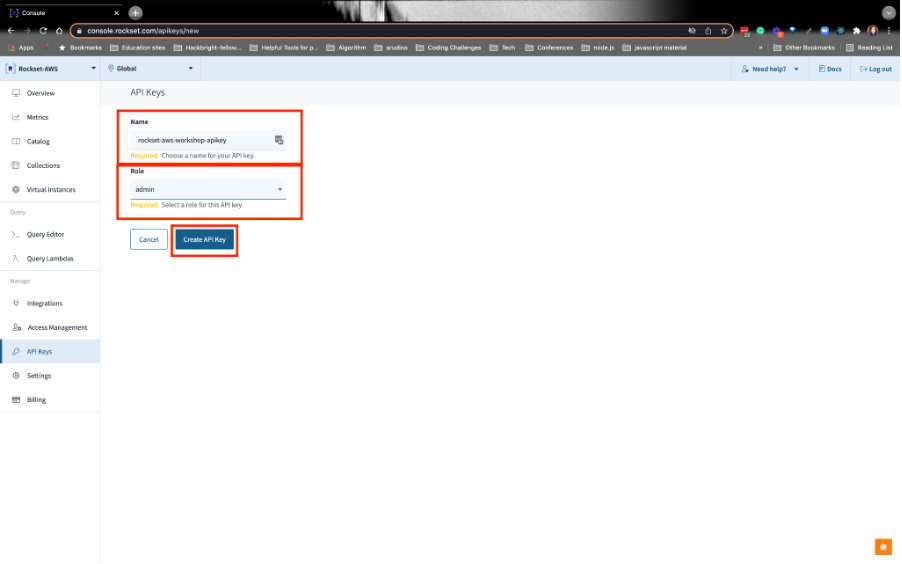 Console
console.rockset.com/apikeys/new
23
Apps
Bookmarks
Education sites
Hackbright-fellow...
Helpful Tools for p...
Algorithm
arudino
Coding Challenges
Tech
Conferences
node.js
javascript material
»
Other Bookmarks
Reading List
Rockset-AWS
Global
Need help?
Docs
Log out
Overview
Metrics
Catalog
Collections
Virtual Instances
Query
Query Editor
Query Lambdas
Manage
Integrations
Access Management
API Keys
Settings
Billing
API Keys
Name
rockset-aws-workshop-apikey
Required: Choose a name for your API key.
Role
admin
Required: Select a role for this API key.
Cancel
Create API Key